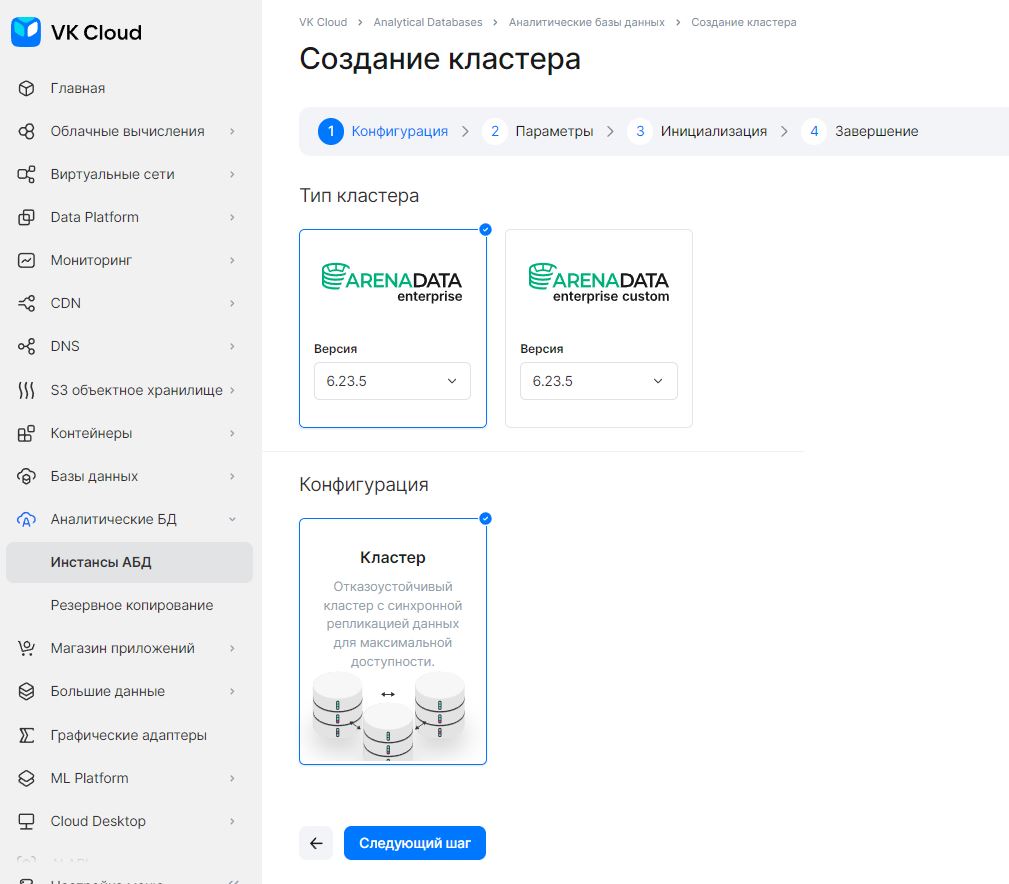 VK Cloud
Главная
Облачные вычисления
Виртуальные сети
Data Platform
Мониторинг
CDN
DNS
S3 объектное хранилище
Контейнеры
Базы данных
Аналитические БД
Инстансы АБД
Резервное копирование
Магазин приложений
Большие данные
Графические адаптеры
ML Platform
Cloud Desktop
VK Cloud > Analytical Databases > Аналитические базы данных > Создание кластера
Создание кластера
1 Конфигурация > 2 Параметры > 3 Инициализация > 4 Завершение
Тип кластера
ARENADATA
enterprise
Версия
6.23.5
ARENADATA
enterprise custom
Версия
6.23.5
Конфигурация
Кластер
Отказоустойчивый
кластер с синхронной
репликацией данных
для максимальной
доступности.
Следующий шаг